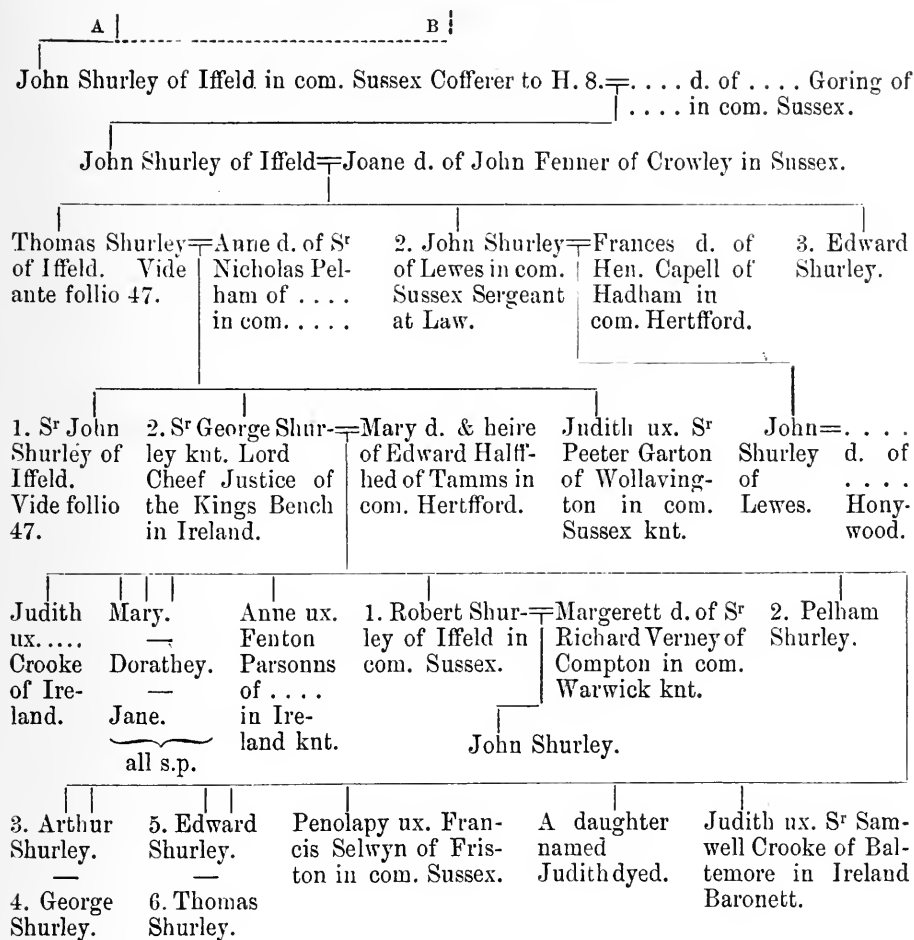 A B
John Shurley of Iffeld in com. Sussex Cofferer to H. 8.=. . . . d. of . . . . Goring of
. . . . in com. Sussex.
John Shurley of Iffeld=Joane d. of John Fenner of Crowley in Sussex.
Thomas Shurley=Anne d. of Sr
of Iffeld. Vide Nicholas Pel-
ante follio 47. ham of . . . .
in com. . . . .
2. John Shurley=Frances d. of
of Lewes in com. Hen. Capell of
Sussex Sergeant Hadham in
at Law. com. Hertfford.
3. Edward
Shurley.
1. Sr John
Shurley of
Iffeld.
Vide follio
47.
2. Sr George Shur-=Mary d. & heire
ley knt. Lord of Edward Halff-
Cheef Justice of hed of Tamms in
the Kings Bench com. Hertfford.
in Ireland.
Judith ux. Sr
Peeter Garton
of Wollaving-
ton in com.
Sussex knt.
John=. . . .
Shurley d. of
of . . . .
Lewes. Hony-
wood.
Judith
ux. . . . .
Crooke
of Ire-
land.
Mary.
—
Dorathey.
—
Jane.
all s.p.
Anne ux.
Fenton
Parsonns
of . . . .
in Ire-
land knt.
1. Robert Shur-=Margerett d. of Sr
ley of Iffeld in Richard Verney of
com. Sussex. Compton in com.
Warwick knt.
John Shurley.
2. Pelham
Shurley.
3. Arthur
Shurley.
—
4. George
Shurley.
5. Edward
Shurley.
—
6. Thomas
Shurley.
Penolapy ux. Fran-
cis Selwyn of Fris-
ton in com. Sussex.
A daughter
named
Judith dyed.
Judith ux. Sr Sam-
well Crooke of Bal-
temore in Ireland
Baronett.